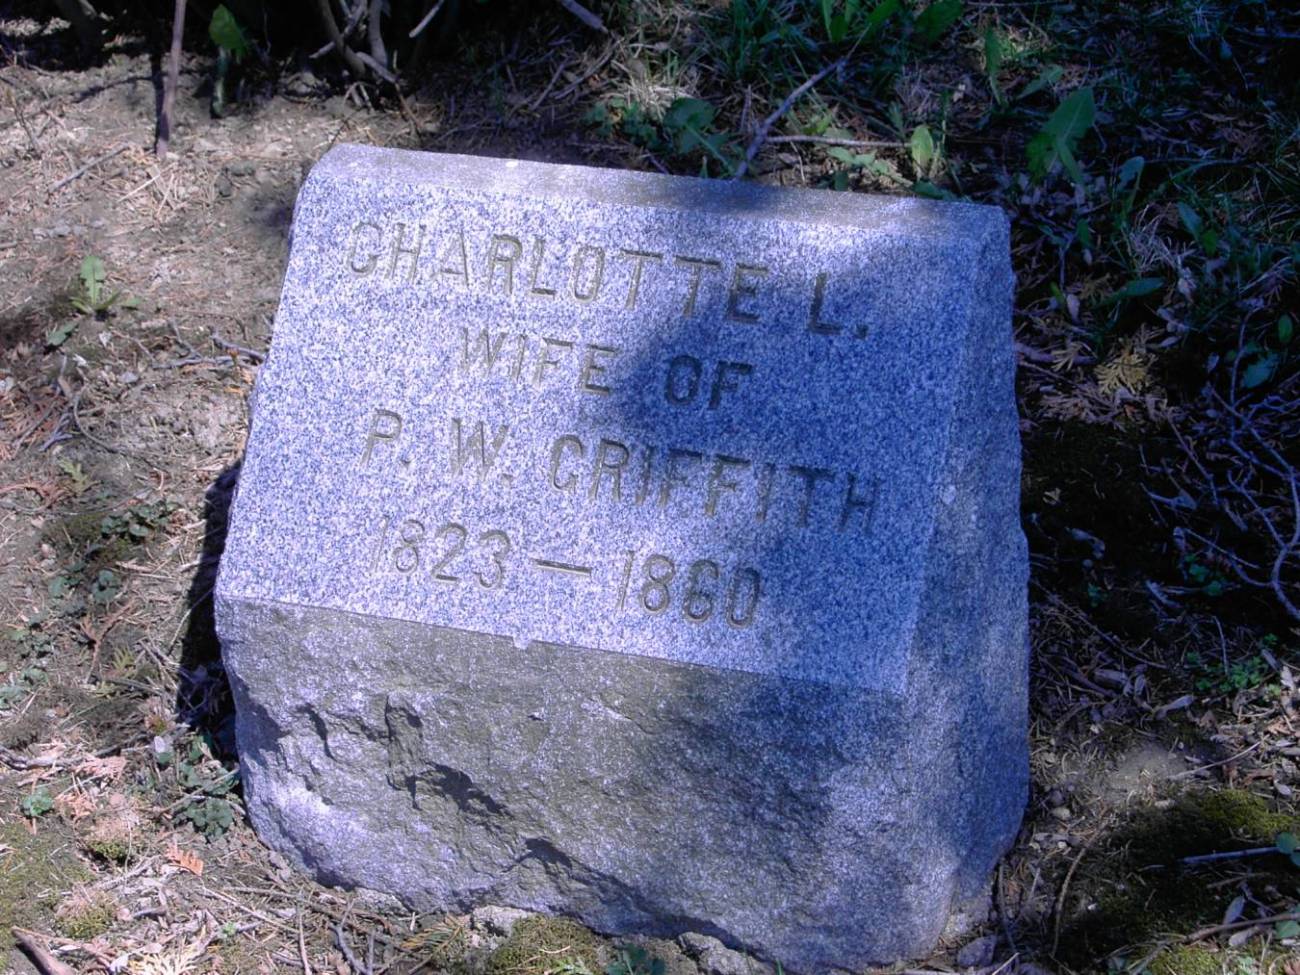 CHARLOTTE L.
WIFE OF
P. W. GRIFFITH
1823 — 1860